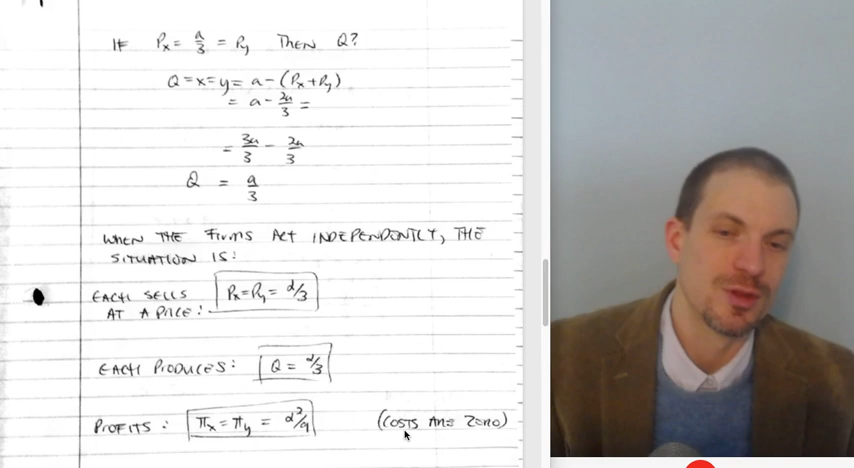 IF Px = a/3 = Py THEN Q?
Q = x = y = a - (Px + Py)
= a - 2a/3 =
= 3a/3 - 2a/3
Q = a/3
WHEN THE FIRMS ACT INDEPENDENTLY, THE
SITUATION IS:
EACH SELLS
AT A PRICE: Px = Py = a/3
EACH PRODUCES: Q = a/3
PROFITS: πx = πy = a²/9 (COSTS ARE ZERO)